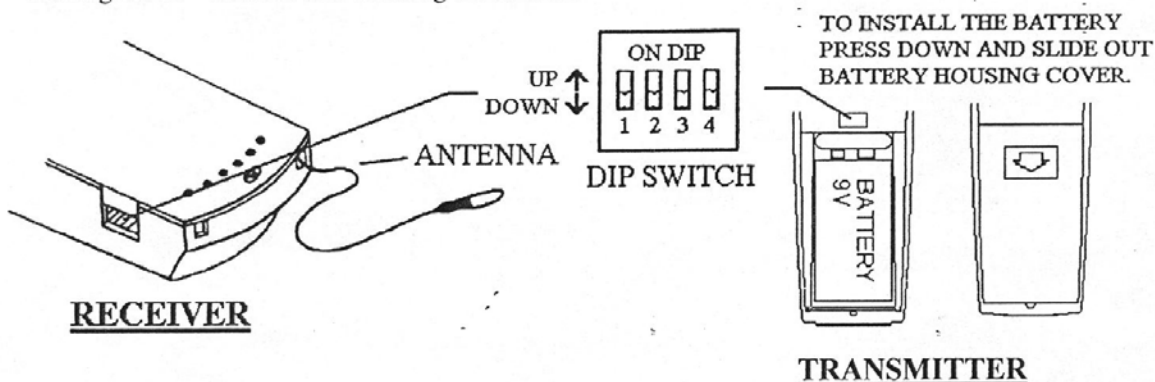 TO INSTALL THE BATTERY
PRESS DOWN AND SLIDE OUT
BATTERY HOUSING COVER.
ON DIP
UP
DOWN
1 2 3 4
DIP SWITCH
ANTENNA
BATTERY
9V
RECEIVER
TRANSMITTER